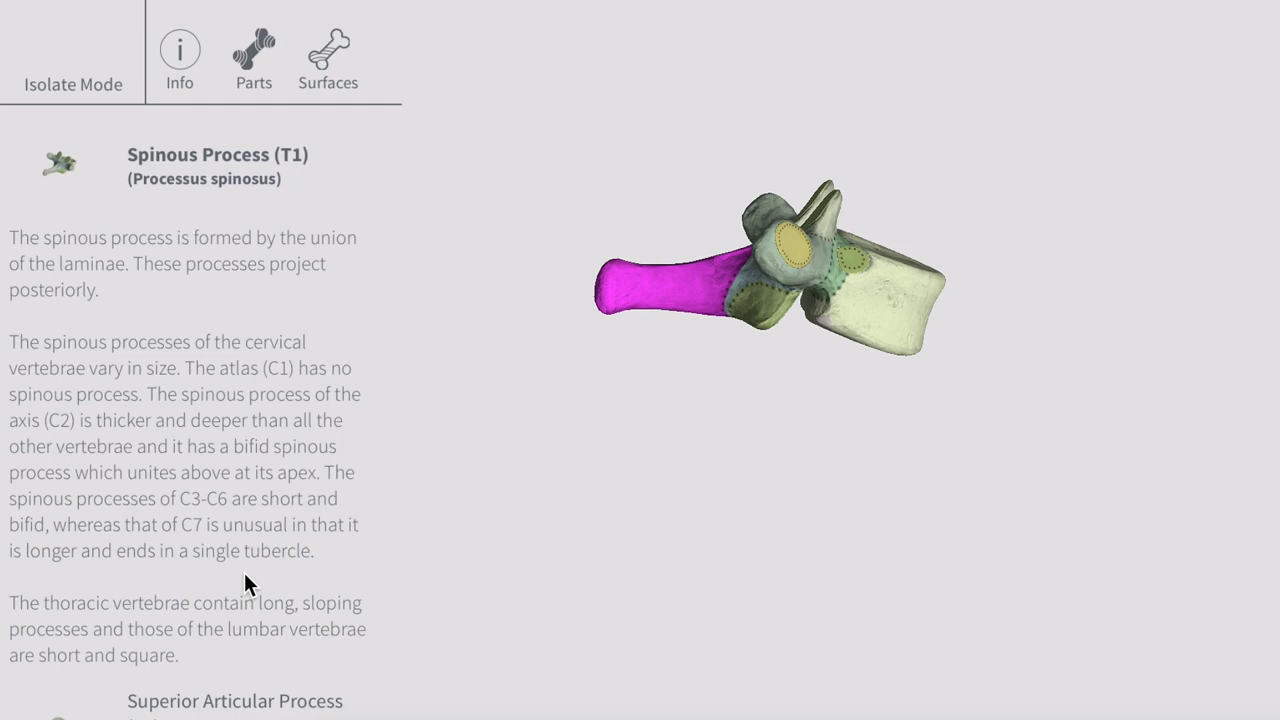 Isolate Mode
Info
Parts
Surfaces
Spinous Process (T1)
(Processus spinosus)
The spinous process is formed by the union
of the laminae. These processes project
posteriorly.
The spinous processes of the cervical
vertebrae vary in size. The atlas (C1) has no
spinous process. The spinous process of the
axis (C2) is thicker and deeper than all the
other vertebrae and it has a bifid spinous
process which unites above at its apex. The
spinous processes of C3-C6 are short and
bifid, whereas that of C7 is unusual in that it
is longer and ends in a single tubercle.
The thoracic vertebrae contain long, sloping
processes and those of the lumbar vertebrae
are short and square.
Superior Articular Process